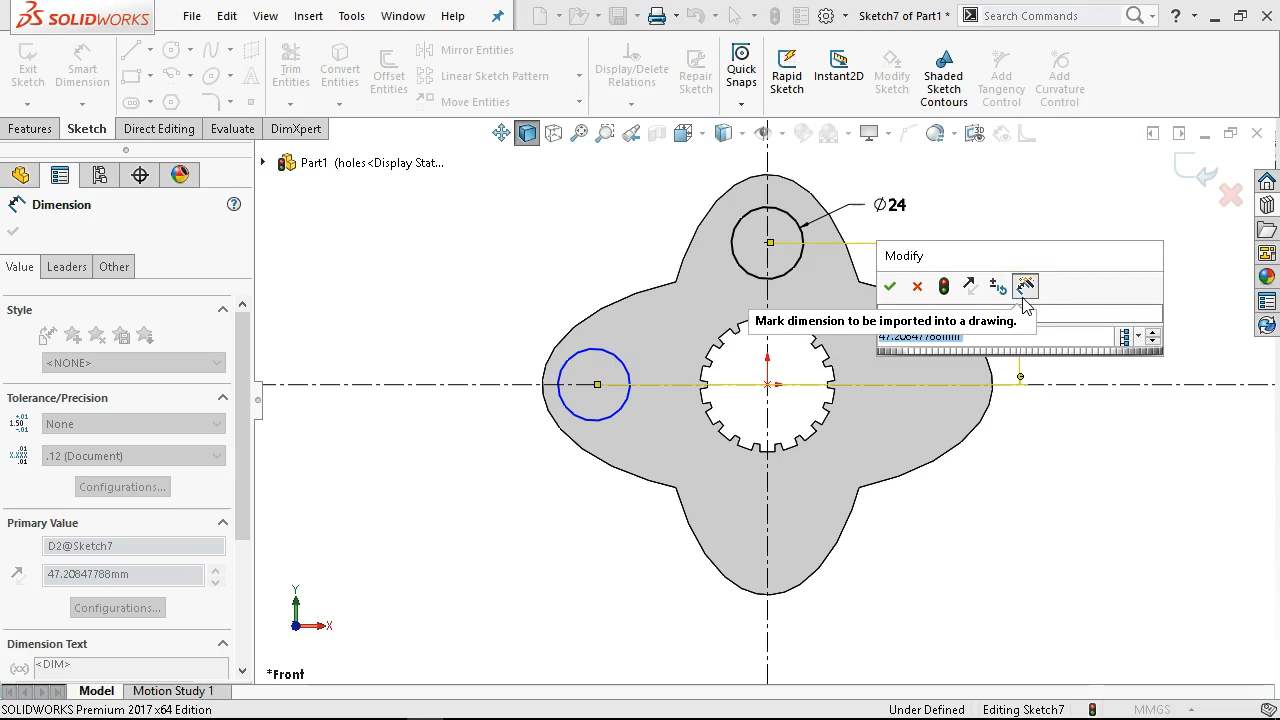 SOLIDWORKS
File Edit View Insert Tools Window Help
Sketch7 of Part1 *
Search Commands
Exit Sketch
Smart Dimension
Trim Entities
Convert Entities
Offset Entities
Mirror Entities
Linear Sketch Pattern
Move Entities
Display/Delete Relations
Repair Sketch
Quick Snaps
Rapid Sketch
Instant2D
Modify Sketch
Shaded Sketch Contours
Add Tangency Control
Add Curvature Control
Features Sketch Direct Editing Evaluate DimXpert
Part1 (holes<Display Stat...
Dimension
Value Leaders Other
Style
<NONE>
Tolerance/Precision
None
.12 (Document)
Configurations...
Primary Value
D2@Sketch7
47.20847788mm
Configurations...
Dimension Text
<DIM>
Ø24
Modify
Mark dimension to be imported into a drawing.
47.20847788mm
Y
X
*Front
Model Motion Study 1
SOLIDWORKS Premium 2017 x64 Edition
Under Defined Editing Sketch7 MMGS